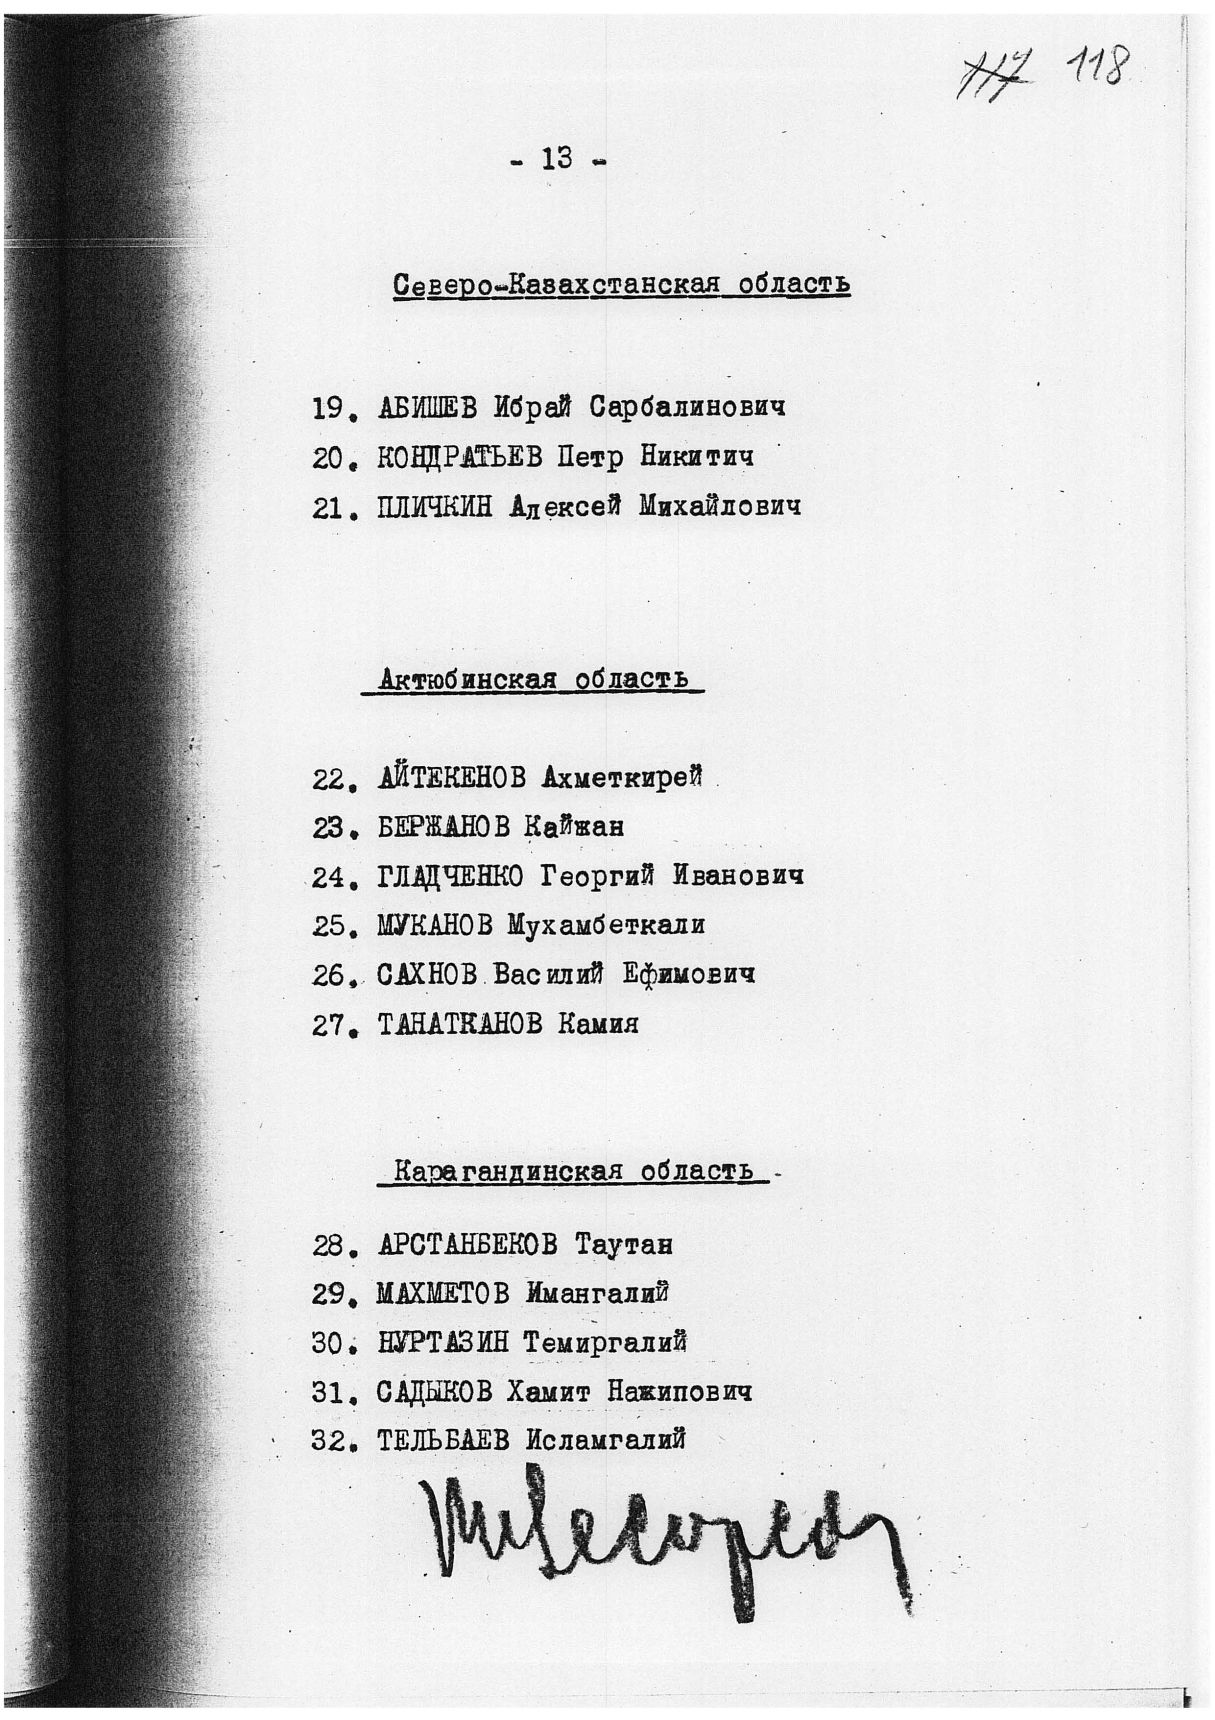 117 118
- 13 -
Северо-Казахстанская область
19. АБИШЕВ Ибрай Сарбалинович
20. КОНДРАТЬЕВ Петр Никитич
21. ПЛИЧКИН Алексей Михайлович
Актюбинская область
22. АЙТЕКЕНОВ Ахметкирей
23. БЕРЖАНОВ Кайжан
24. ГЛАДЧЕНКО Георгий Иванович
25. МУКАНОВ Мухамбеткали
26. САХНОВ Василий Ефимович
27. ТАНАТКАНОВ Камия
Карагандинская область
28. АРСТАНБЕКОВ Таутан
29. МАХМЕТОВ Имангалий
30. НУРТАЗИН Темиргалий
31. САДЫКОВ Хамит Нажипович
32. ТЕЛЬБАЕВ Исламгалий